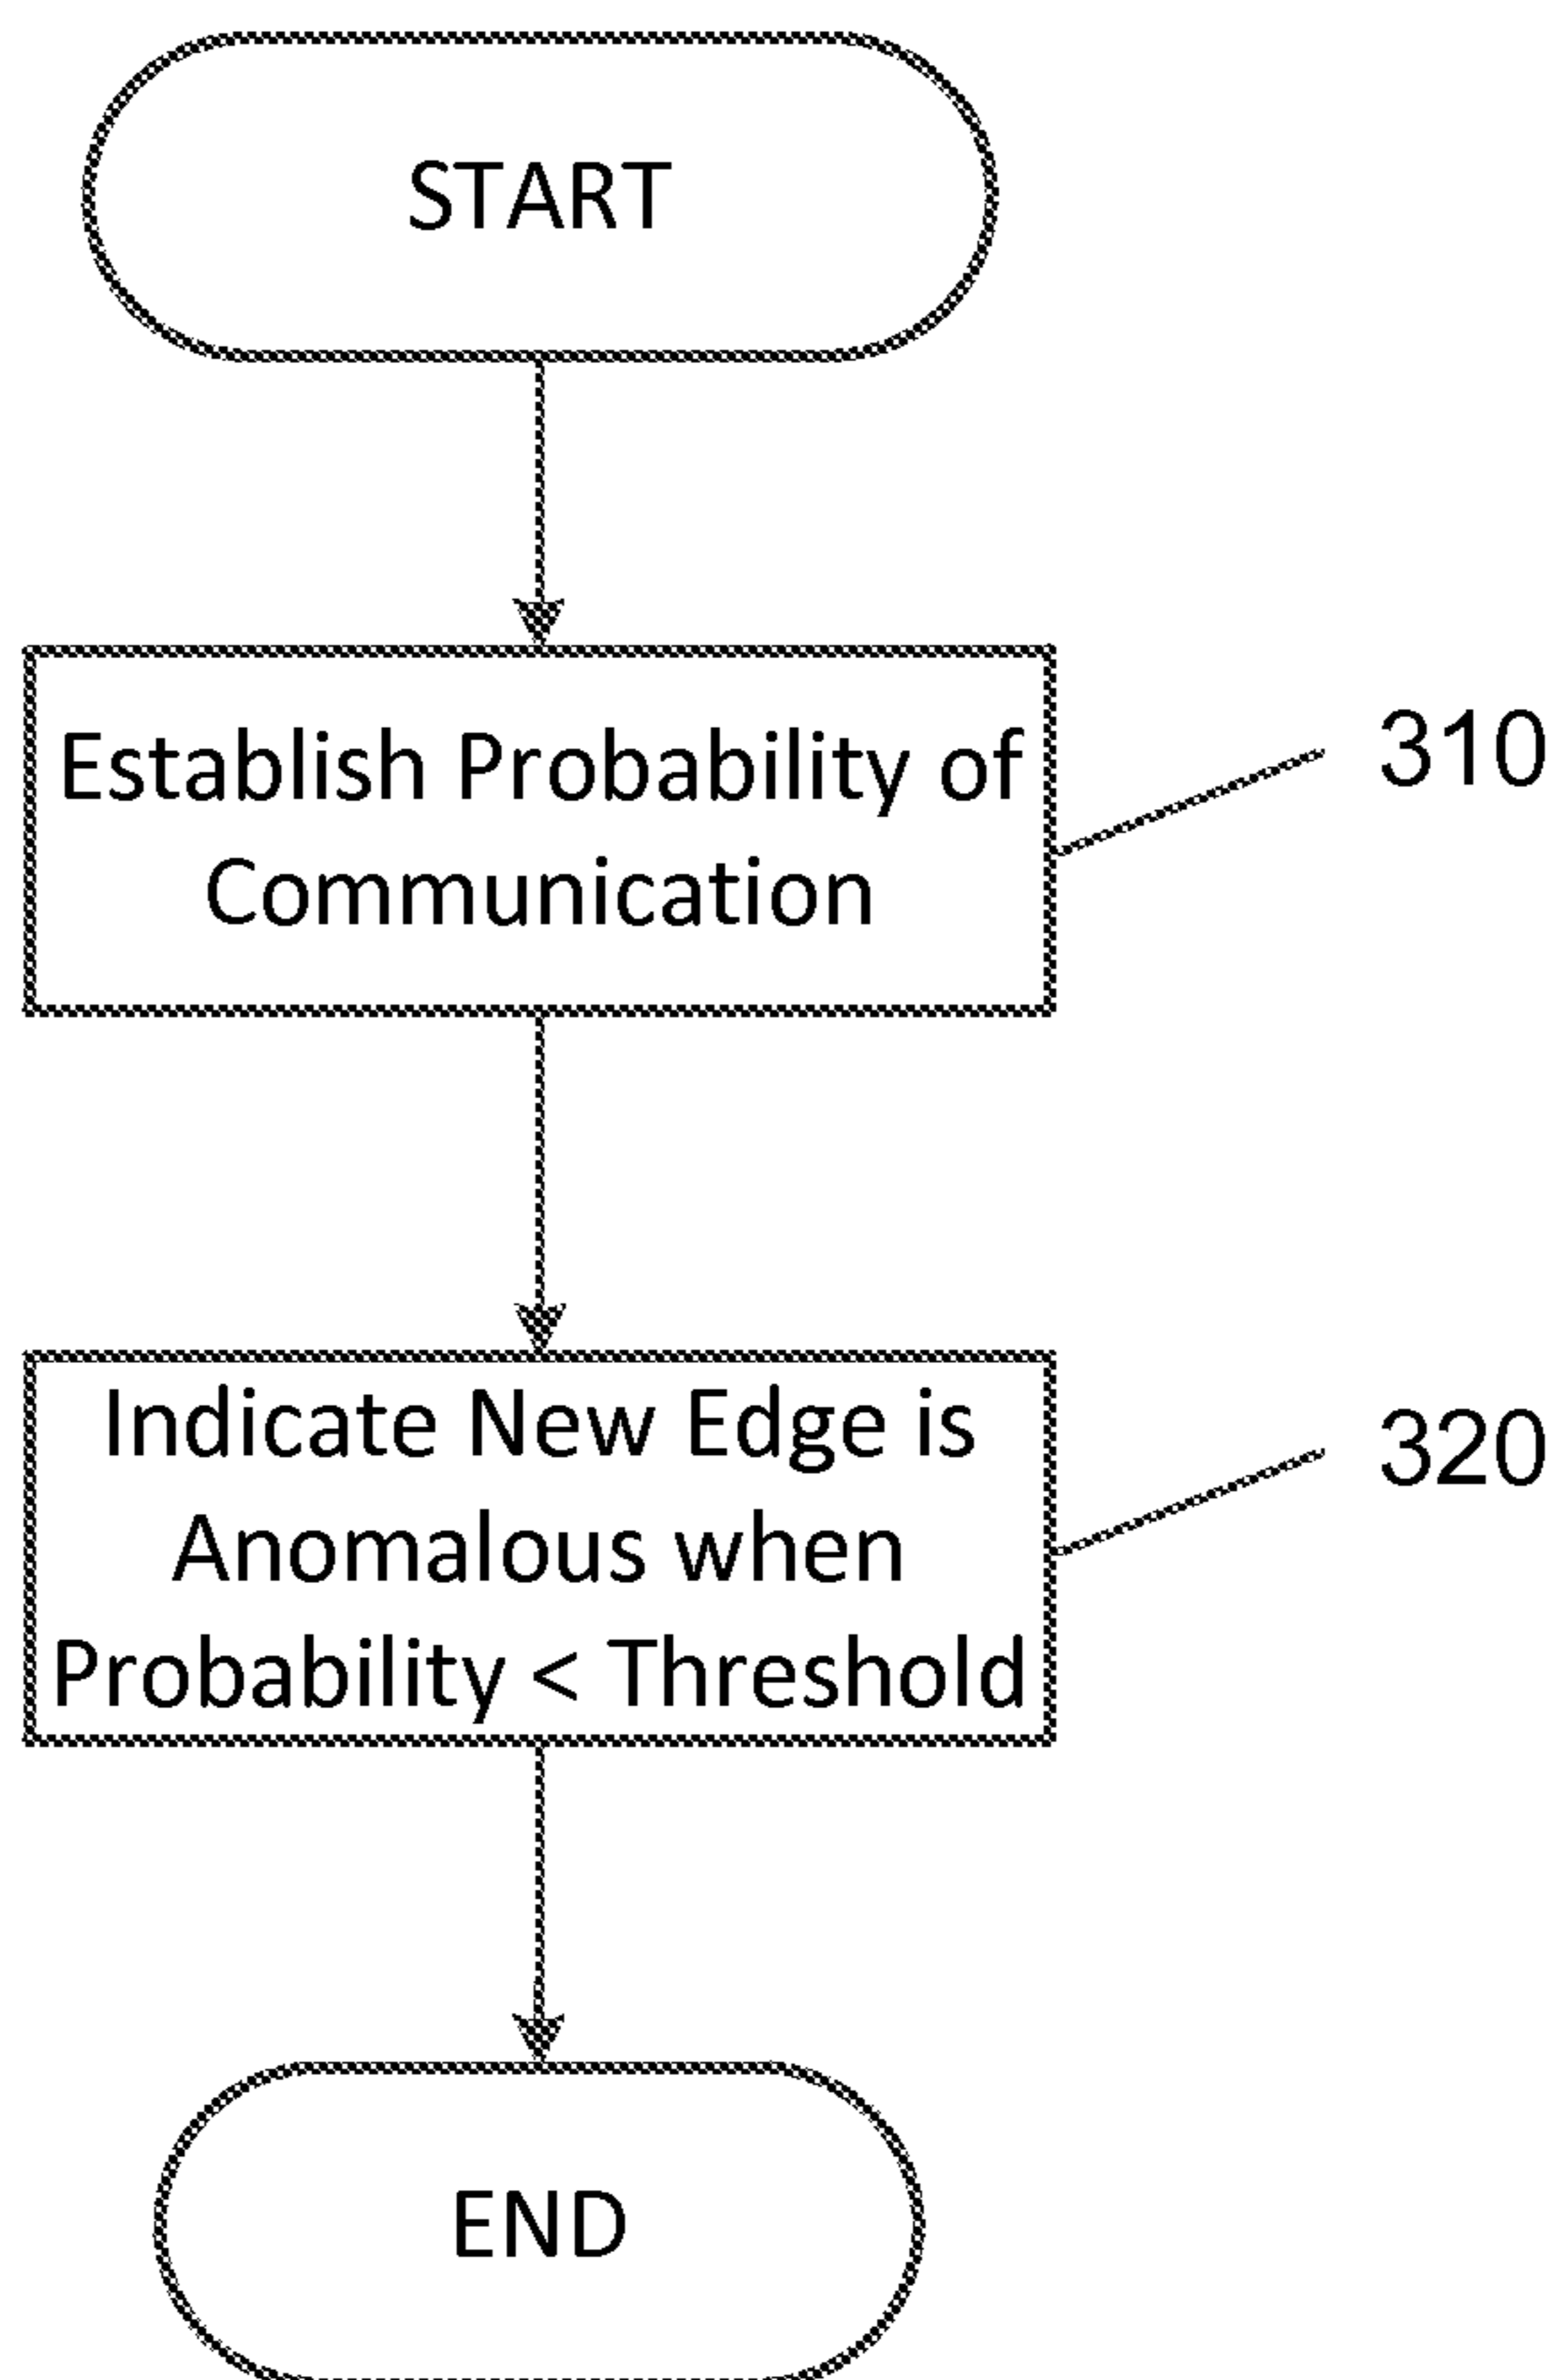 START
Establish Probability of
Communication
310
Indicate New Edge is
Anomalous when
Probability < Threshold
320
END